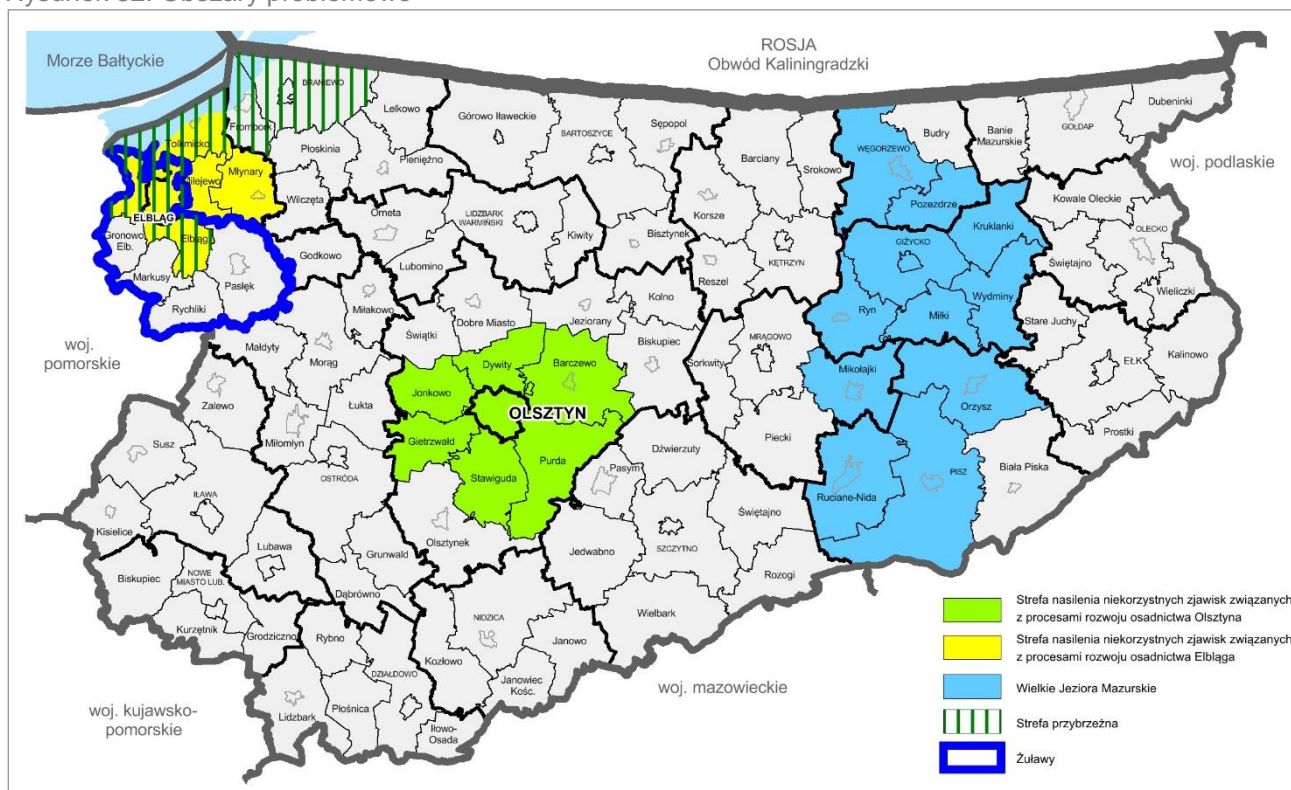 Rysunek 32. Obszary problemowe
Morze Bałtyckie
ROSJA
Obwód Kaliningradzki
BRANIEWO
Lelkowo
Frombork
Górowo Iławeckie
BARTOSZYCE
Sępopol
Barciany
Srokowo
WĘGORZEWO
Budry
Banie
Mazurskie
GOŁDAP
Dubeninki
woj. podlaskie
Tolkmicko
Płoskinia
Pieniężno
Milejewo
Młynary
Wilczęta
Korsze
Pozezdrze
Kowale Oleckie
OLECKO
ELBLĄG
Elbląg
Gronowo
Elb.
Markusy
Pasłęk
Rychliki
Godkowo
Orneta
LIDZBARK
WARMIŃSKI
Kiwity
Bisztynek
Reszel
KĘTRZYN
Kruklanki
GIŻYCKO
Świętajno
Wieliczki
Lubomino
Miłakowo
Kolno
Ryn
Miłki
Wydminy
Stare Juchy
Świątki
Dobre Miasto
Jeziorany
Biskupiec
MRĄGOWO
Sorkwity
Mikołajki
EŁK
Kalinowo
woj.
pomorskie
Małdyty
Morąg
Dywity
Barczewo
Jonkowo
Orzysz
Zalewo
Łukta
OLSZTYN
Gietrzwałd
Miłomłyn
Susz
Purda
Stawiguda
Dźwierzuty
Piecki
Prostki
Pasym
PISZ
Biała Piska
Ruciane-Nida
OSTRÓDA
IŁAWA
Kisielice
Olsztynek
Świętajno
Grunwald
Lubawa
Jedwabno
SZCZYTNO
Rozogi
Biskupiec
NOWE
MIASTO LUB.
Dąbrówno
Kurzętnik
Grodziczno
Rybno
NIDZICA
Wielbark
Janowo
Kozłowo
DZIAŁDOWO
Janowiec
Kośc.
Lidzbark
Płośnica
Iłowo-
Osada
woj. kujawsko-
pomorskie
woj. mazowieckie
Strefa nasilenia niekorzystnych zjawisk związanych
z procesami rozwoju osadnictwa Olsztyna
Strefa nasilenia niekorzystnych zjawisk związanych
z procesami rozwoju osadnictwa Elbląga
Wielkie Jeziora Mazurskie
Strefa przybrzeżna
Żuławy